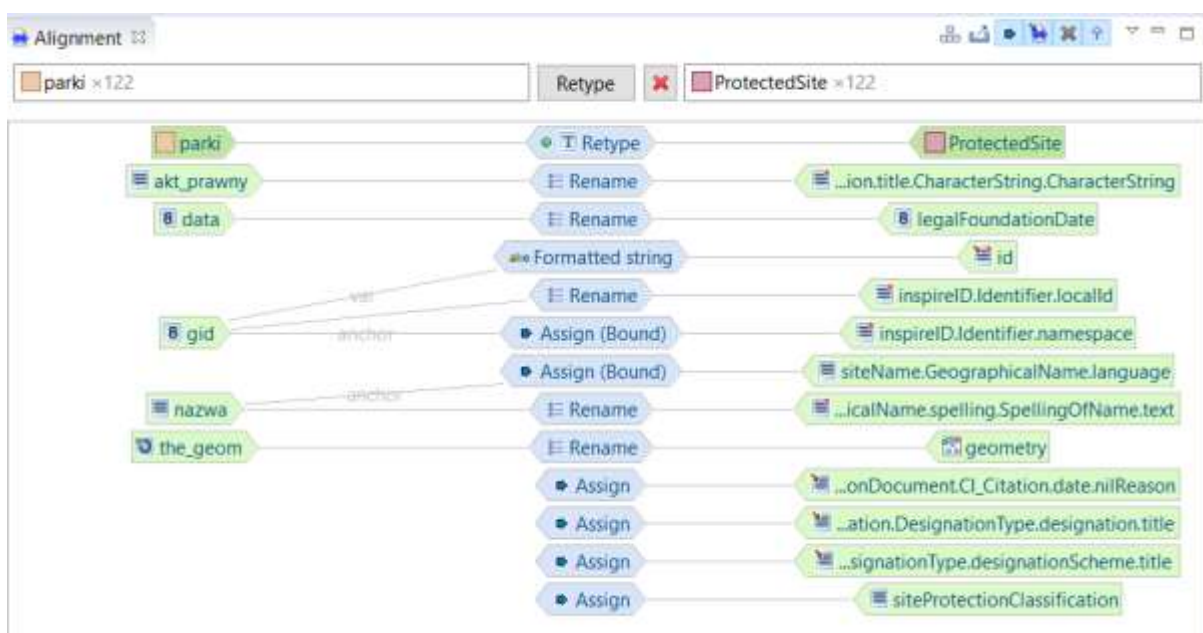 Alignment
parki ×122 Retype ProtectedSite ×122
parki Retype ProtectedSite
akt_prawny Rename ...ion.title.CharacterString.CharacterString
data Rename legalFoundationDate
Formatted string id
val
Rename inspireID.Identifier.localId
gid anchor Assign (Bound) inspireID.Identifier.namespace
Assign (Bound) siteName.GeographicalName.language
anchor
nazwa Rename ...icalName.spelling.SpellingOfName.text
the_geom Rename geometry
Assign ...onDocument.CI_Citation.date.nilReason
Assign ...ation.DesignationType.designation.title
Assign ...signationType.designationScheme.title
Assign siteProtectionClassification